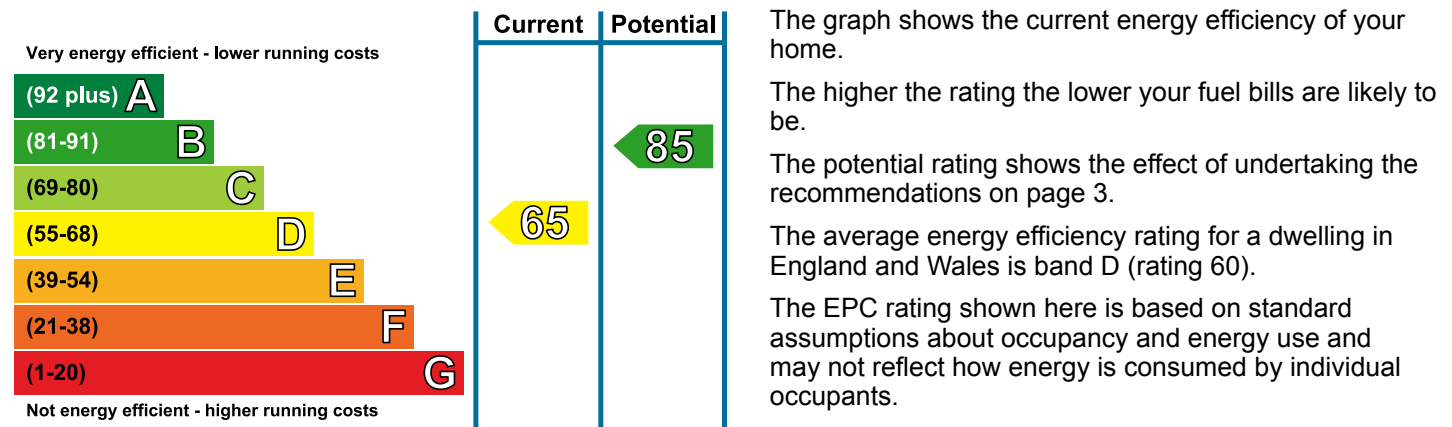 Current Potential
Very energy efficient - lower running costs
(92 plus) A
(81-91) B
85
(69-80) C
(55-68) D
65
(39-54) E
(21-38) F
(1-20) G
Not energy efficient - higher running costs
The graph shows the current energy efficiency of your
home.
The higher the rating the lower your fuel bills are likely to
be.
The potential rating shows the effect of undertaking the
recommendations on page 3.
The average energy efficiency rating for a dwelling in
England and Wales is band D (rating 60).
The EPC rating shown here is based on standard
assumptions about occupancy and energy use and
may not reflect how energy is consumed by individual
occupants.